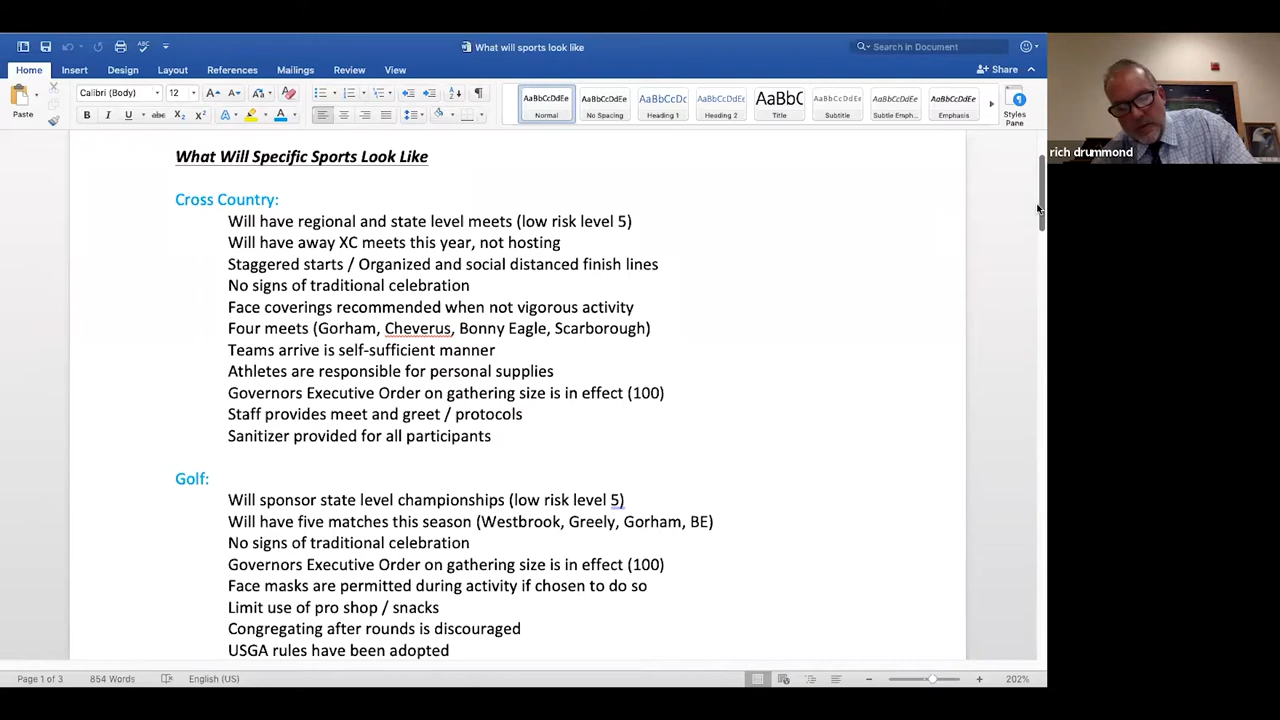 What will sports look like
Search in Document
Home Insert Design Layout References Mailings Review View
Share
Paste
Calibri (Body) 12
AaBbCcDdEe AaBbCcDdEe AaBbCcDc AaBbCcDdEe AaBbC AaBbCcDdEe AaBbCcDdEe AaBbCcDdEe
Normal No Spacing Heading 1 Heading 2 Title Subtitle Subtle Emph... Emphasis
Styles
Pane
B I U abc X₂ X²
rich drummond
What Will Specific Sports Look Like
Cross Country:
Will have regional and state level meets (low risk level 5)
Will have away XC meets this year, not hosting
Staggered starts / Organized and social distanced finish lines
No signs of traditional celebration
Face coverings recommended when not vigorous activity
Four meets (Gorham, Cheverus, Bonny Eagle, Scarborough)
Teams arrive is self-sufficient manner
Athletes are responsible for personal supplies
Governors Executive Order on gathering size is in effect (100)
Staff provides meet and greet / protocols
Sanitizer provided for all participants
Golf:
Will sponsor state level championships (low risk level 5)
Will have five matches this season (Westbrook, Greely, Gorham, BE)
No signs of traditional celebration
Governors Executive Order on gathering size is in effect (100)
Face masks are permitted during activity if chosen to do so
Limit use of pro shop / snacks
Congregating after rounds is discouraged
USGA rules have been adopted
Page 1 of 3 854 Words English (US) 202%